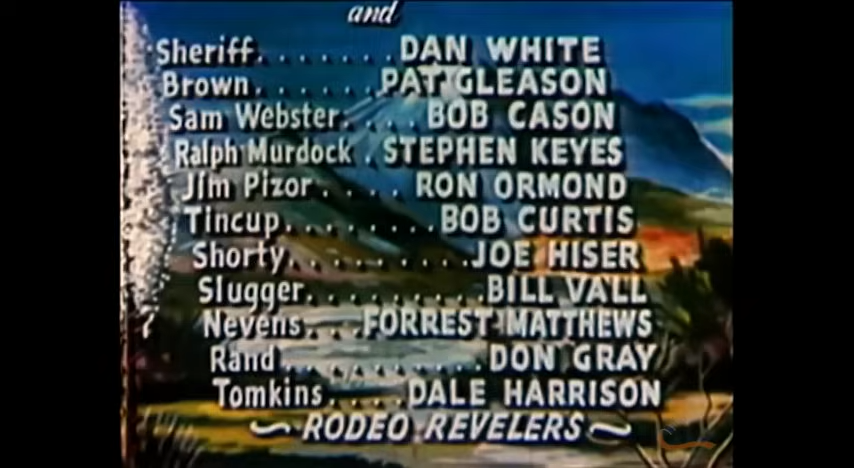 and
Sheriff.......DAN WHITE
Brown......PAT GLEASON
Sam Webster....BOB CASON
Ralph Murdock.STEPHEN KEYES
Jim Pizor....RON ORMOND
Tincup........BOB CURTIS
Shorty..........JOE HISER
Slugger.........BILL VALL
Nevens...FORREST MATTHEWS
Rand..........DON GRAY
Tomkins....DALE HARRISON
~RODEO REVELERS~